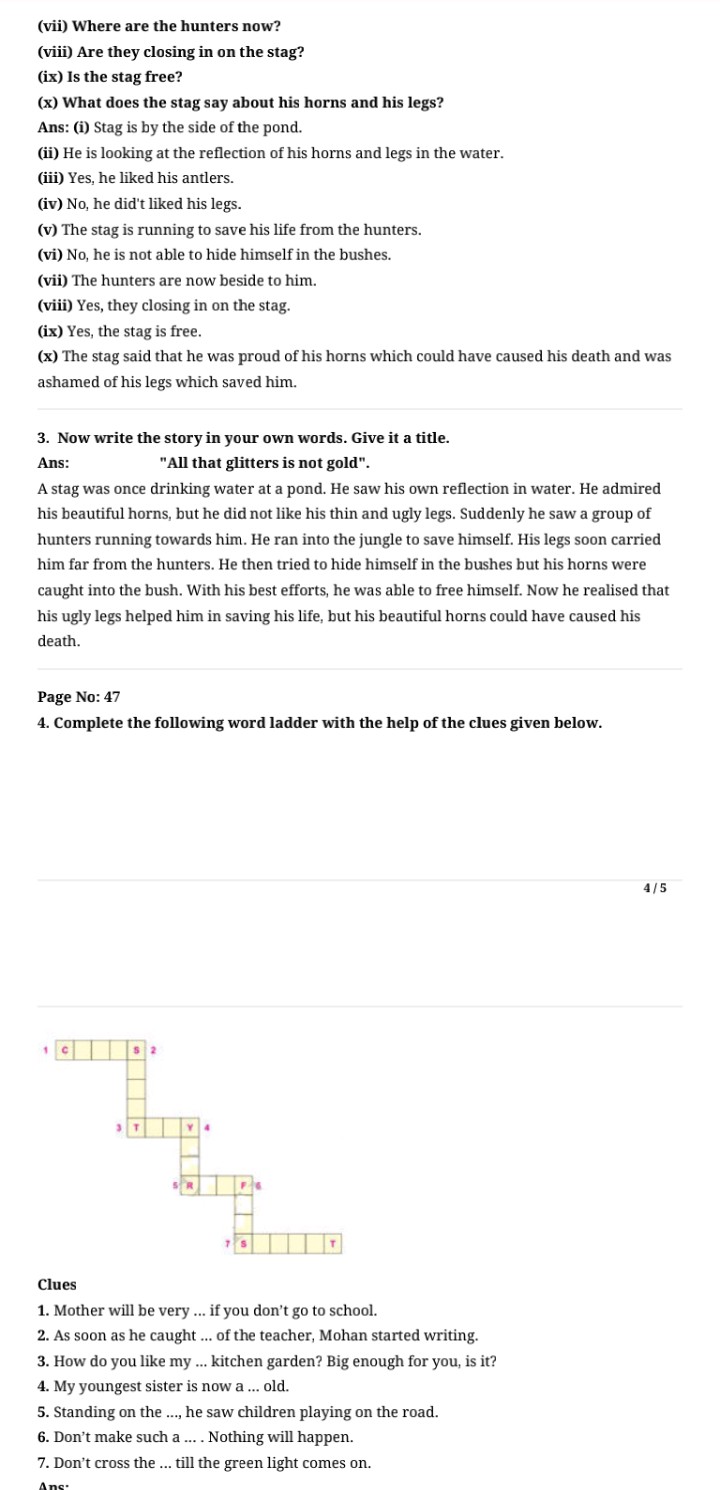 (vii) Where are the hunters now?
(viii) Are they closing in on the stag?
(ix) Is the stag free?
(x) What does the stag say about his horns and his legs?
Ans: (i) Stag is by the side of the pond.
(ii) He is looking at the reflection of his horns and legs in the water.
(iii) Yes, he liked his antlers.
(iv) No, he did't liked his legs.
(v) The stag is running to save his life from the hunters.
(vi) No, he is not able to hide himself in the bushes.
(vii) The hunters are now beside to him.
(viii) Yes, they closing in on the stag.
(ix) Yes, the stag is free.
(x) The stag said that he was proud of his horns which could have caused his death and was
ashamed of his legs which saved him.
3. Now write the story in your own words. Give it a title.
Ans: "All that glitters is not gold".
A stag was once drinking water at a pond. He saw his own reflection in water. He admired
his beautiful horns, but he did not like his thin and ugly legs. Suddenly he saw a group of
hunters running towards him. He ran into the jungle to save himself. His legs soon carried
him far from the hunters. He then tried to hide himself in the bushes but his horns were
caught into the bush. With his best efforts, he was able to free himself. Now he realised that
his ugly legs helped him in saving his life, but his beautiful horns could have caused his
death.
Page No: 47
4. Complete the following word ladder with the help of the clues given below.
4 / 5
1 C S 2
3 T Y 4
5 R F 6
7 S T
Clues
1. Mother will be very ... if you don't go to school.
2. As soon as he caught ... of the teacher, Mohan started writing.
3. How do you like my ... kitchen garden? Big enough for you, is it?
4. My youngest sister is now a ... old.
5. Standing on the ..., he saw children playing on the road.
6. Don't make such a ... . Nothing will happen.
7. Don't cross the ... till the green light comes on.
Ans: